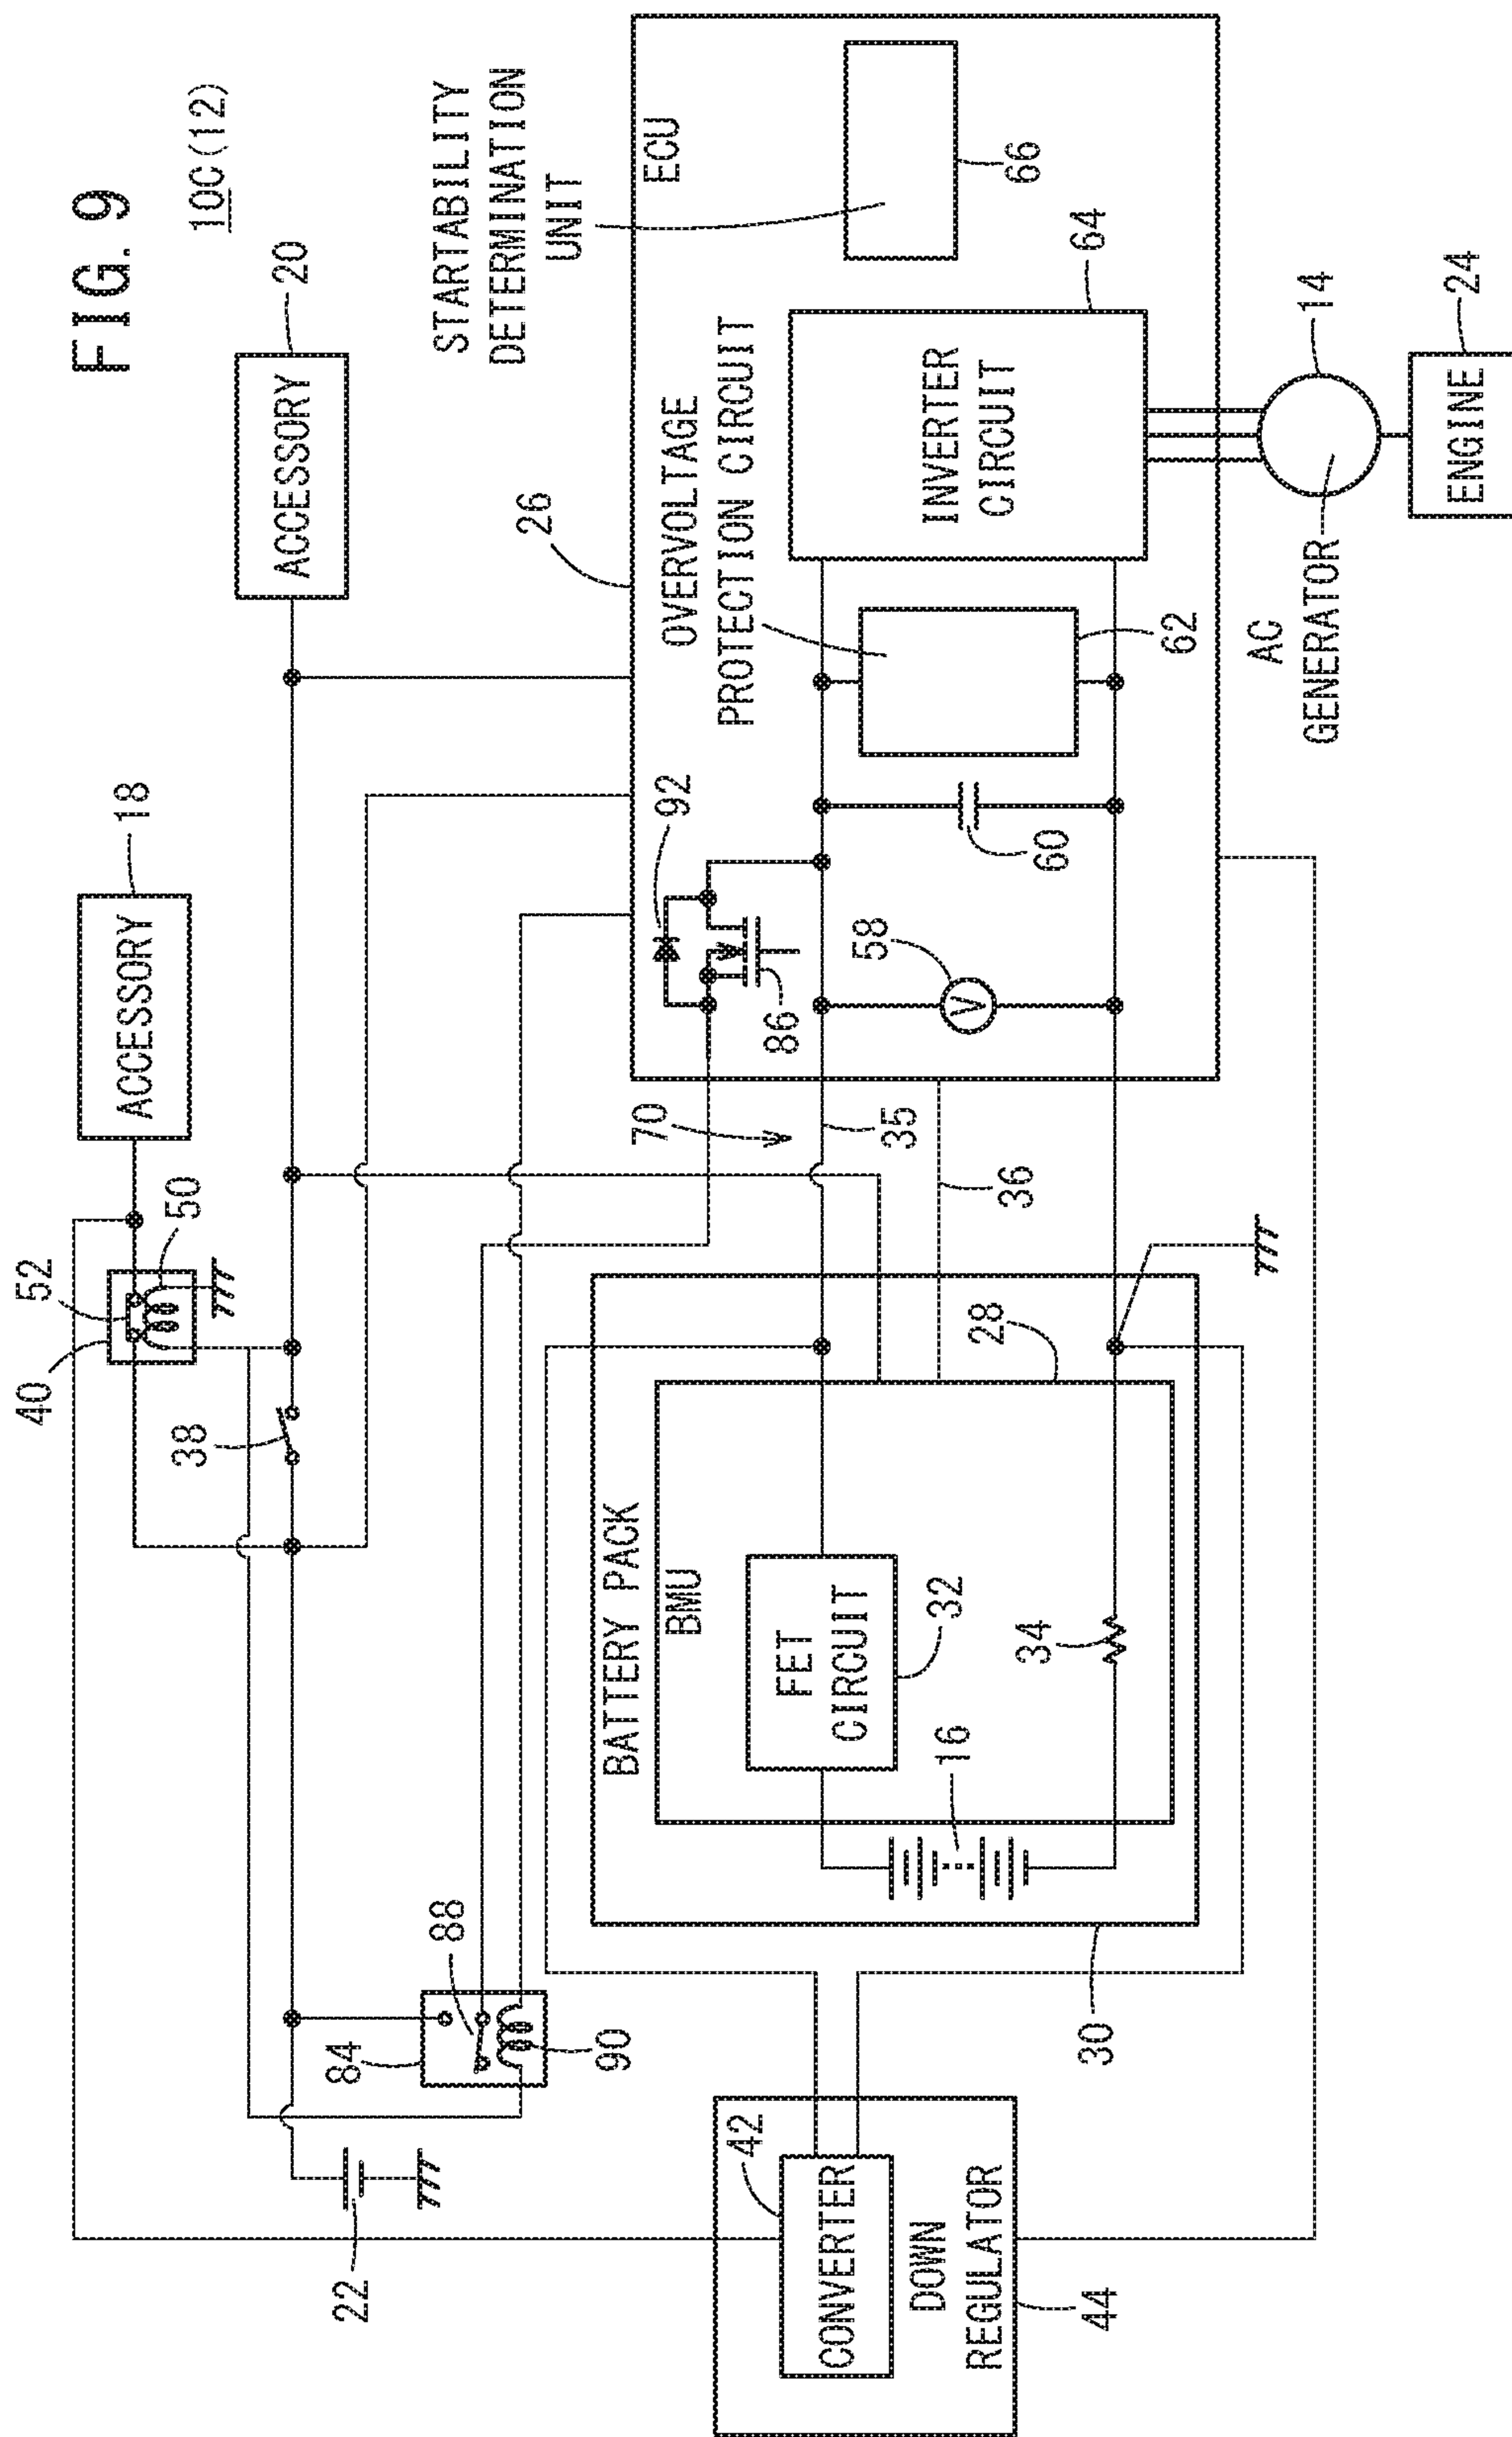 FIG. 9
10C(12)
ACCESSORY
18
ACCESSORY
20
40
52
50
38
STARTABILITY
DETERMINATION
UNIT
22
84
88
90
26
ECU
66
OVERVOLTAGE
PROTECTION CIRCUIT
62
INVERTER
CIRCUIT
64
92
86
58
V
60
70
35
36
BATTERY PACK
BMU
28
FET
CIRCUIT
32
34
16
30
42
CONVERTER
DOWN
REGULATOR
44
AC
GENERATOR
14
ENGINE
24